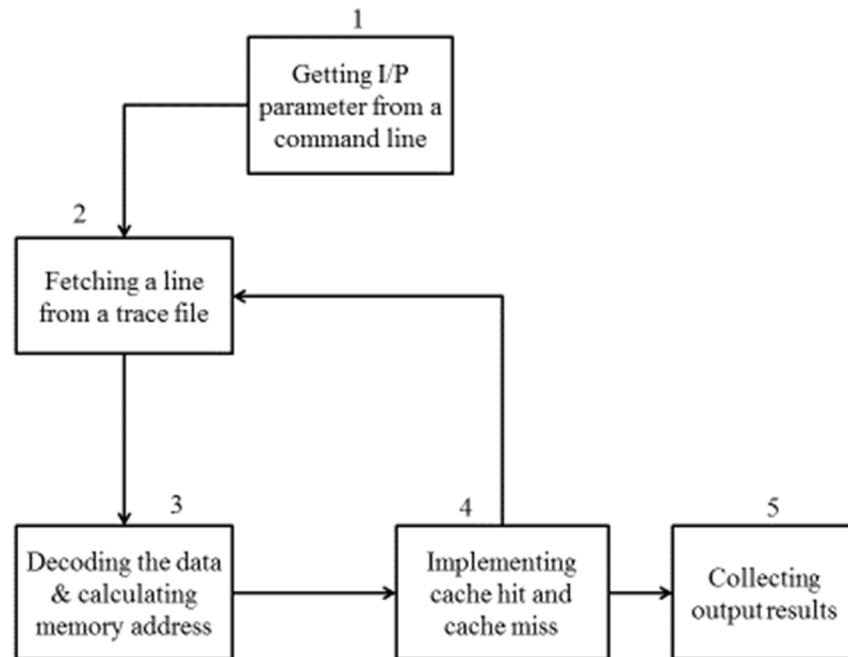 1
Getting I/P
parameter from a
command line
2
Fetching a line
from a trace file
3
Decoding the data
& calculating
memory address
4
Implementing
cache hit and
cache miss
5
Collecting
output results